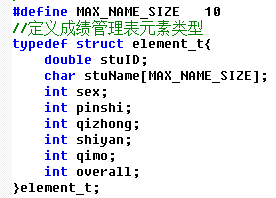 #define MAX_NAME_SIZE   10
//定义成绩管理表元素类型
typedef struct element_t{
    double stuID;
    char stuName[MAX_NAME_SIZE];
    int sex;
    int pinshi;
    int qizhong;
    int shiyan;
    int qimo;
    int overall;
}element_t;